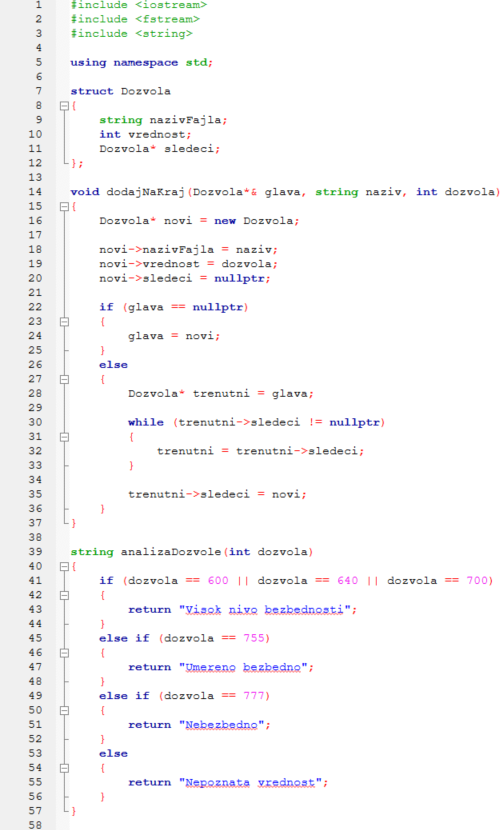 1 #include <iostream>
2 #include <fstream>
3 #include <string>
4
5 using namespace std;
6
7 struct Dozvola
8 {
9 string nazivFajla;
10 int vrednost;
11 Dozvola* sledeci;
12 };
13
14 void dodajNaKraj(Dozvola*& glava, string naziv, int dozvola)
15 {
16 Dozvola* novi = new Dozvola;
17
18 novi->nazivFajla = naziv;
19 novi->vrednost = dozvola;
20 novi->sledeci = nullptr;
21
22 if (glava == nullptr)
23 {
24 glava = novi;
25 }
26 else
27 {
28 Dozvola* trenutni = glava;
29
30 while (trenutni->sledeci != nullptr)
31 {
32 trenutni = trenutni->sledeci;
33 }
34
35 trenutni->sledeci = novi;
36 }
37 }
38
39 string analizaDozvole(int dozvola)
40 {
41 if (dozvola == 600 || dozvola == 640 || dozvola == 700)
42 {
43 return "Visok nivo bezbednosti";
44 }
45 else if (dozvola == 755)
46 {
47 return "Umereno bezbedno";
48 }
49 else if (dozvola == 777)
50 {
51 return "Nebezbedno";
52 }
53 else
54 {
55 return "Nepoznata vrednost";
56 }
57 }
58